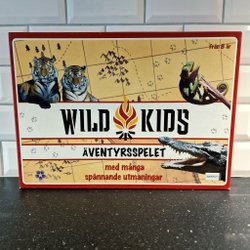 Från 8 år
WILD KIDS
ÄVENTYRSSPELET
med många
spännande utmaningar